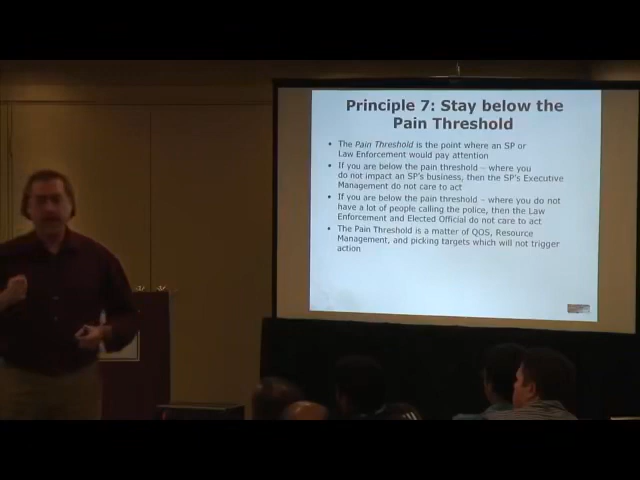 Principle 7: Stay below the
Pain Threshold
• The Pain Threshold is the point where an SP or
Law Enforcement would pay attention
• If you are below the pain threshold – where you
do not impact an SP's business, then the SP's Executive
Management do not care to act
• If you are below the pain threshold – where you do not
have a lot of people calling the police, then the Law
Enforcement and Elected Official do not care to act
• The Pain Threshold is a matter of QOS, Resource
Management, and picking targets which will not trigger
action